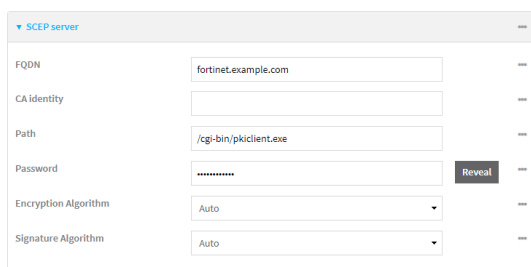 ▼ SCEP server
FQDN
fortinet.example.com
CA identity
Path
/cgi-bin/pkiclient.exe
Password
••••••••••••
Reveal
Encryption Algorithm
Auto
Signature Algorithm
Auto